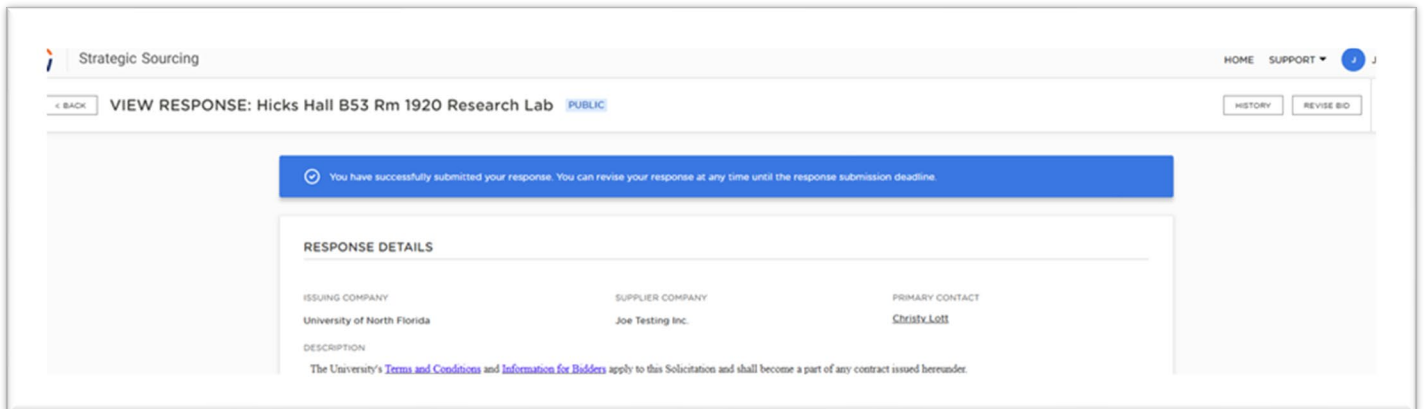 Strategic Sourcing
HOME SUPPORT J J
< BACK VIEW RESPONSE: Hicks Hall B53 Rm 1920 Research Lab PUBLIC HISTORY REVISE BID
You have successfully submitted your response. You can revise your response at any time until the response submission deadline.
RESPONSE DETAILS
ISSUING COMPANY SUPPLIER COMPANY PRIMARY CONTACT
University of North Florida Joe Testing Inc. Christy Lott
DESCRIPTION
The University's Terms and Conditions and Information for Bidders apply to this Solicitation and shall become a part of any contract issued hereunder.